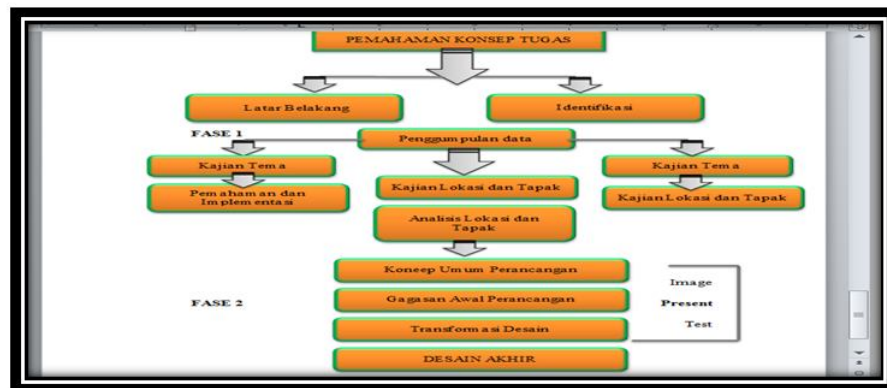 PEMAHAMAN KONSEP TUGAS
Latar Belakang
Identifikasi
FASE 1
Penggumpulan data
Kajian Tema
Kajian Tema
Pemahaman dan
Implementasi
Kajian Lokasi dan Tapak
Kajian Lokasi dan Tapak
Analisis Lokasi dan
Tapak
Konsep Umum Perancangan
Image
FASE 2
Gagasan Awal Perancangan
Present
Transformasi Desain
Test
DESAIN AKHIR